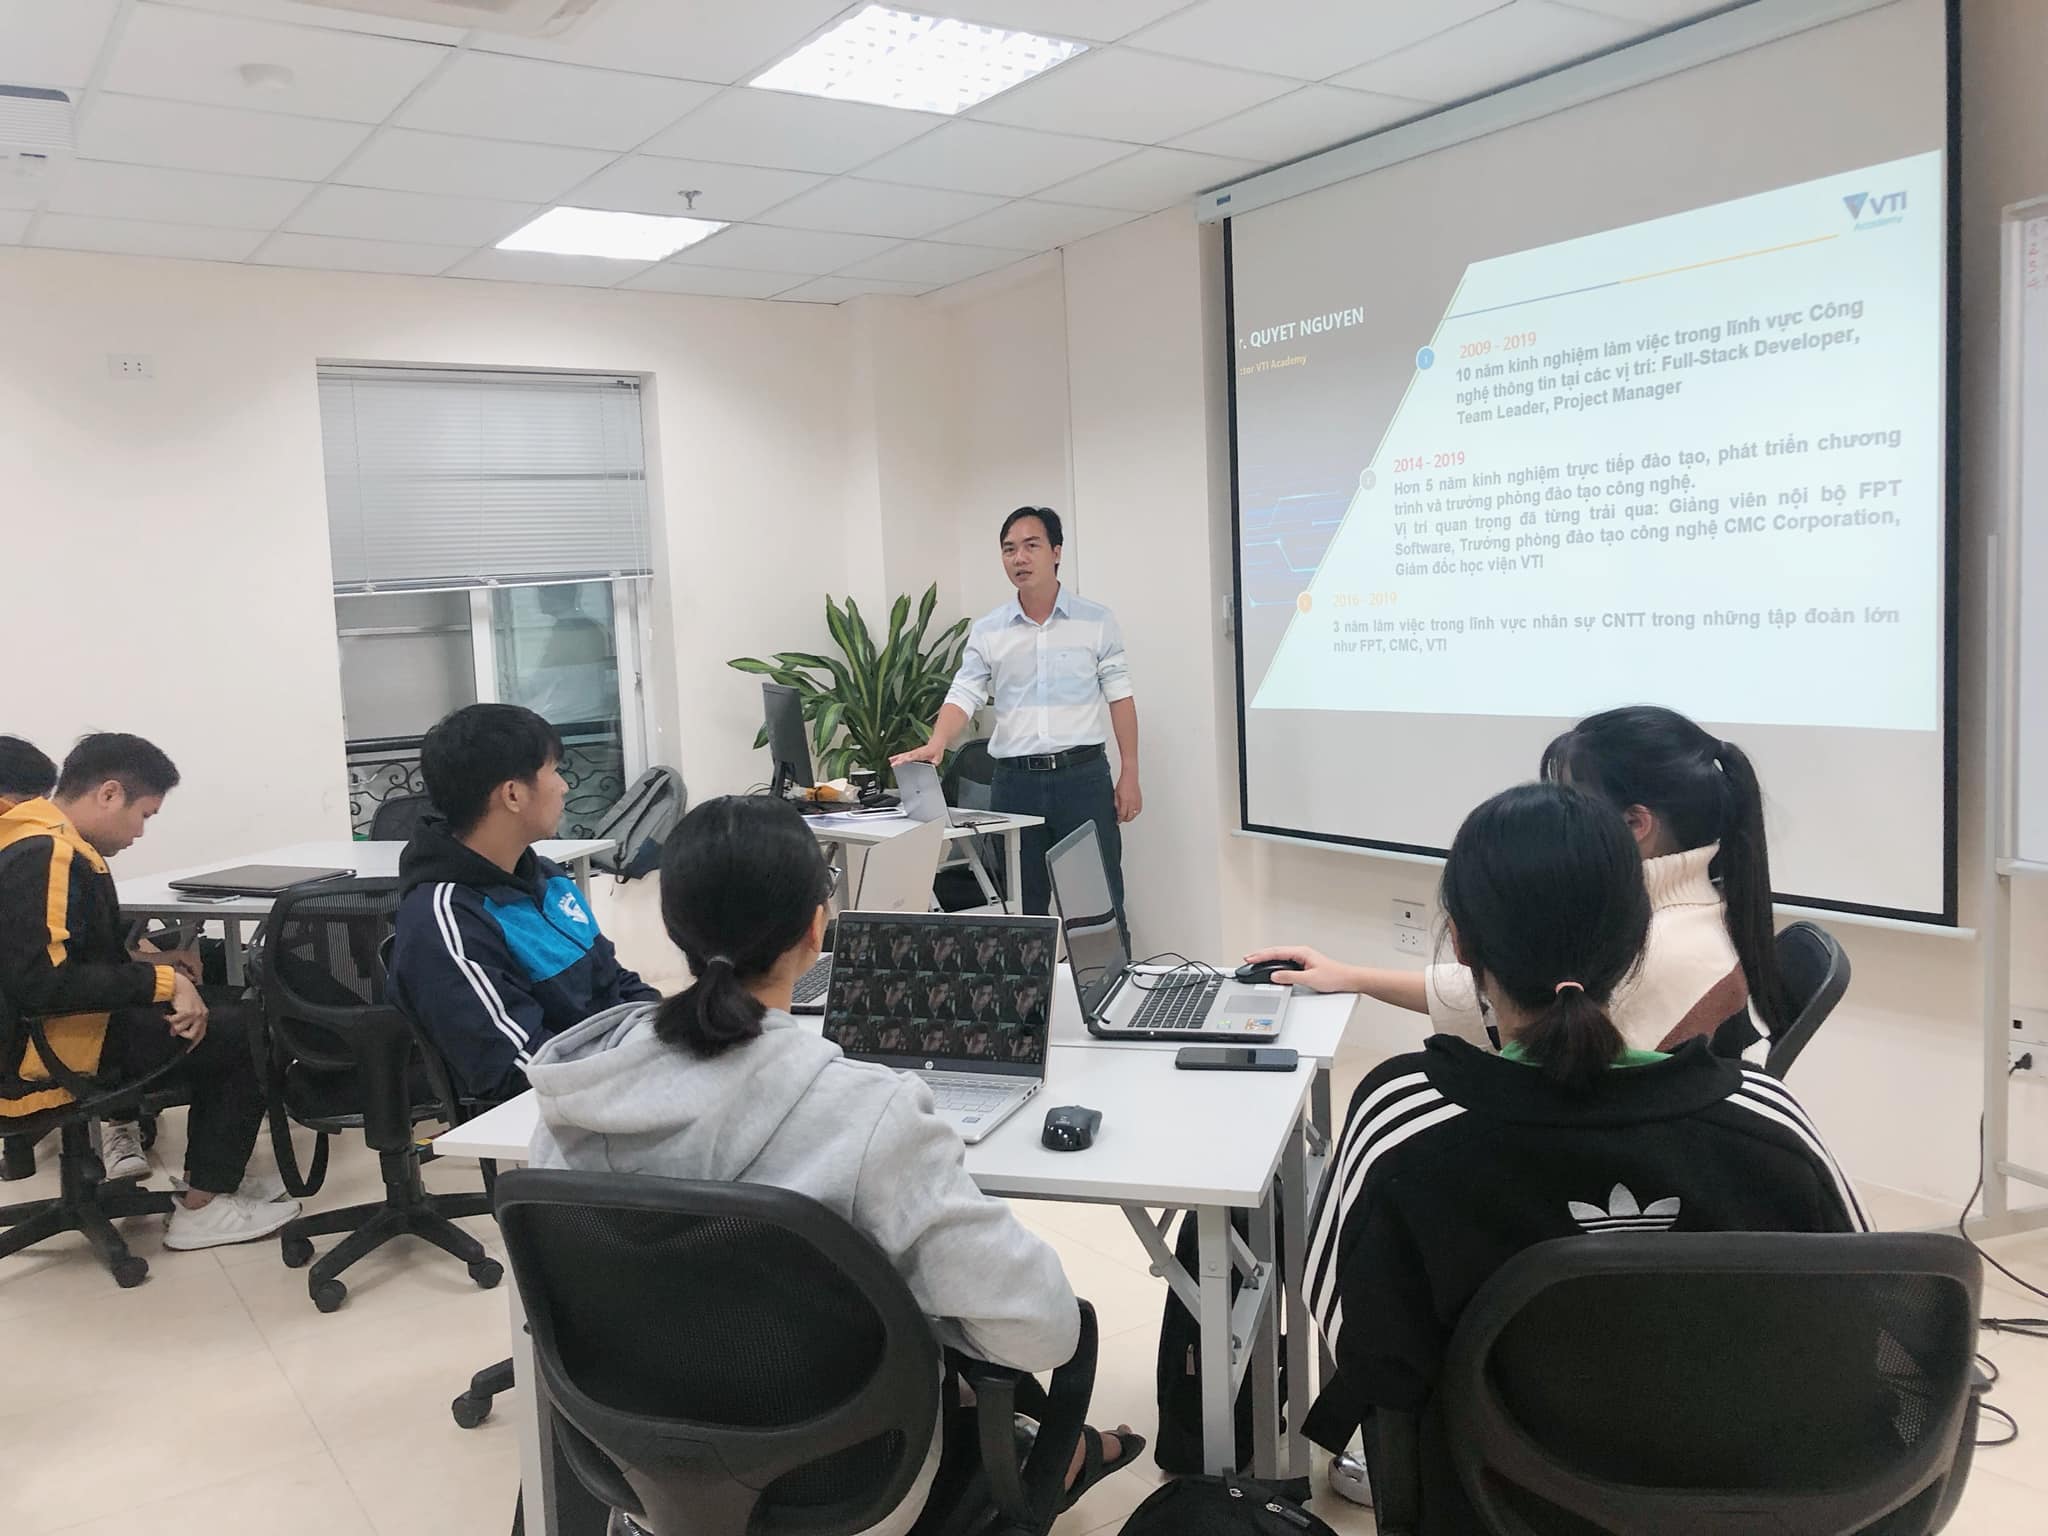 VTI
Academy
r. QUYET NGUYEN
ctor VTI Academy
1
2009 - 2019
10 năm kinh nghiệm làm việc trong lĩnh vực Công
nghệ thông tin tại các vị trí: Full-Stack Developer,
Team Leader, Project Manager
2014 - 2019
Hơn 5 năm kinh nghiệm trực tiếp đào tạo, phát triển chương
trình và trưởng phòng đào tạo công nghệ.
Vị trí quan trọng đã từng trải qua: Giảng viên nội bộ FPT
Software, Trưởng phòng đào tạo công nghệ CMC Corporation,
Giám đốc học viện VTI
2016 - 2019
3 năm làm việc trong lĩnh vực nhân sự CNTT trong những tập đoàn lớn
như FPT, CMC, VTI
hp